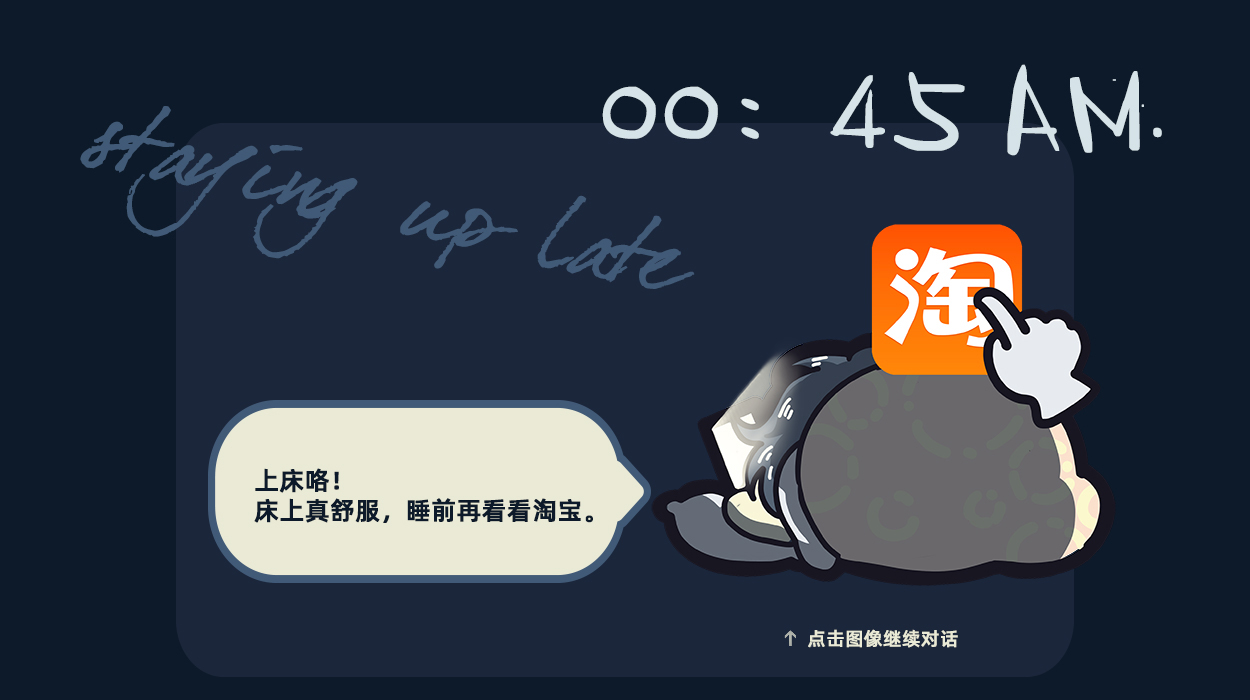 00: 45 AM.
staying up late
淘
上床咯！
床上真舒服，睡前再看看淘宝。
↑ 点击图像继续对话